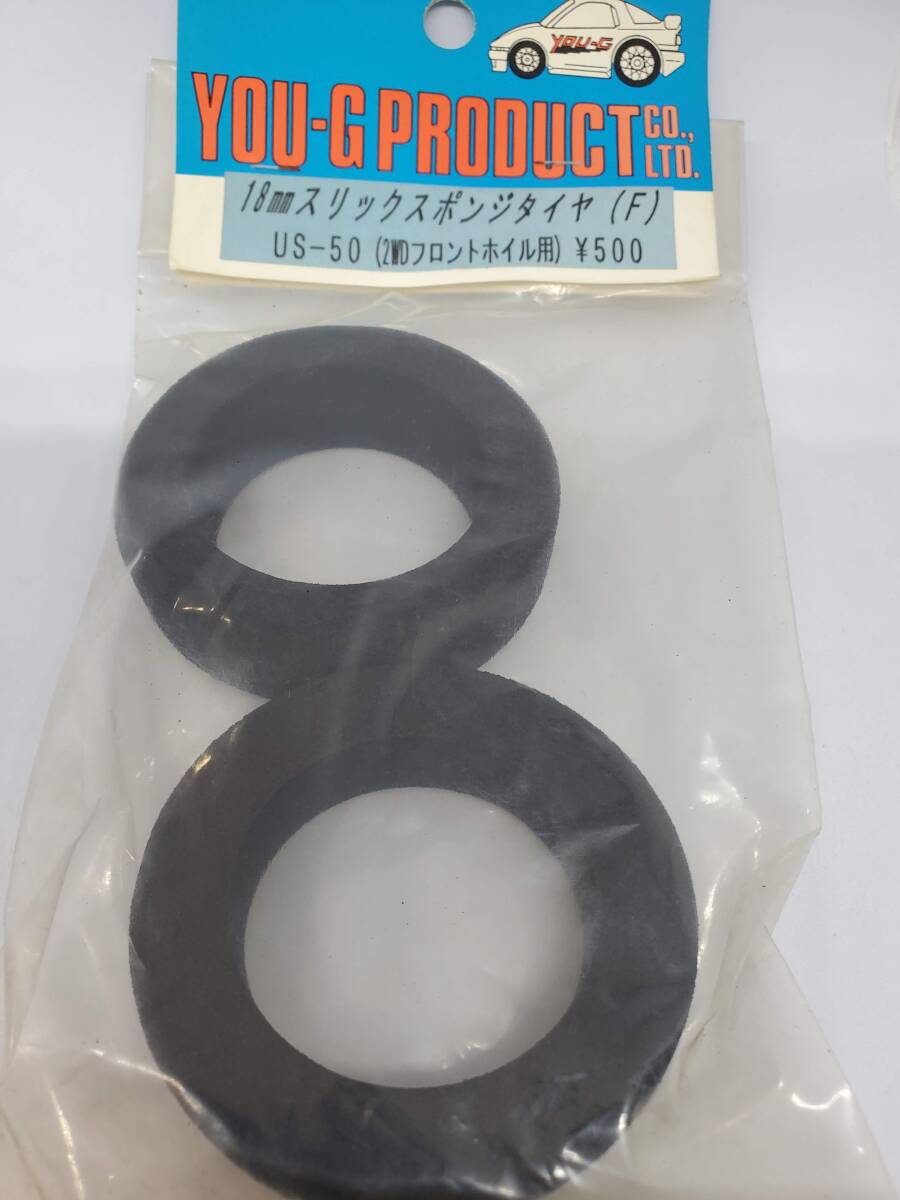 YOU-G
YOU-G PRODUCT CO., LTD.
18mmスリックスポンジタイヤ (F)
US-50 (2WDフロントホイル用) ¥500